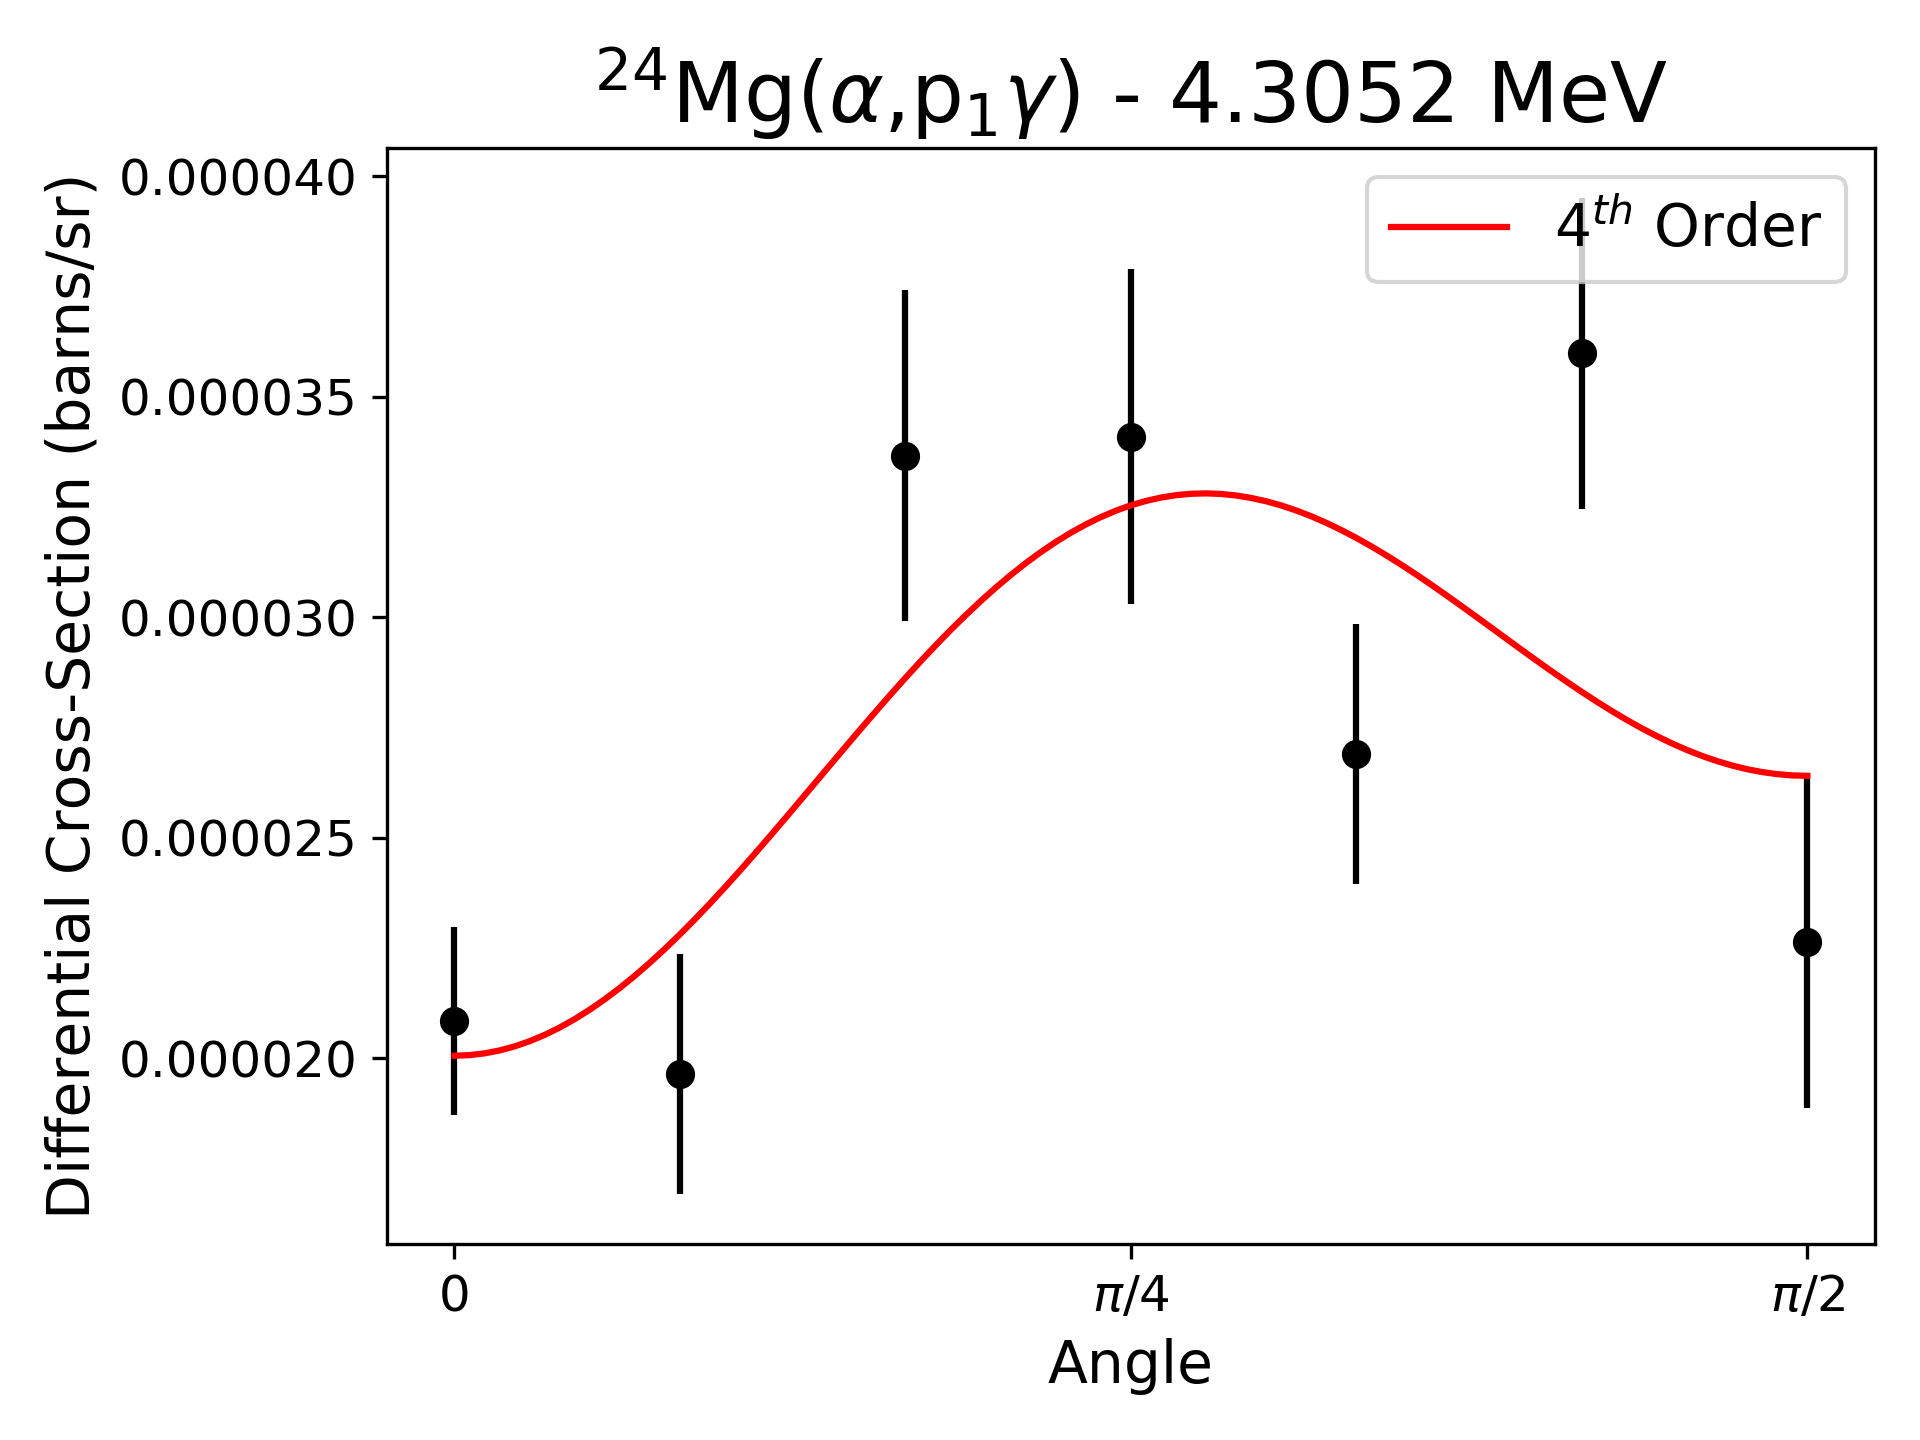 ²⁴Mg(α,p₁γ) - 4.3052 MeV
4ᵗʰ Order
Differential Cross-Section (barns/sr)
0.000040
0.000035
0.000030
0.000025
0.000020
0
π/4
π/2
Angle